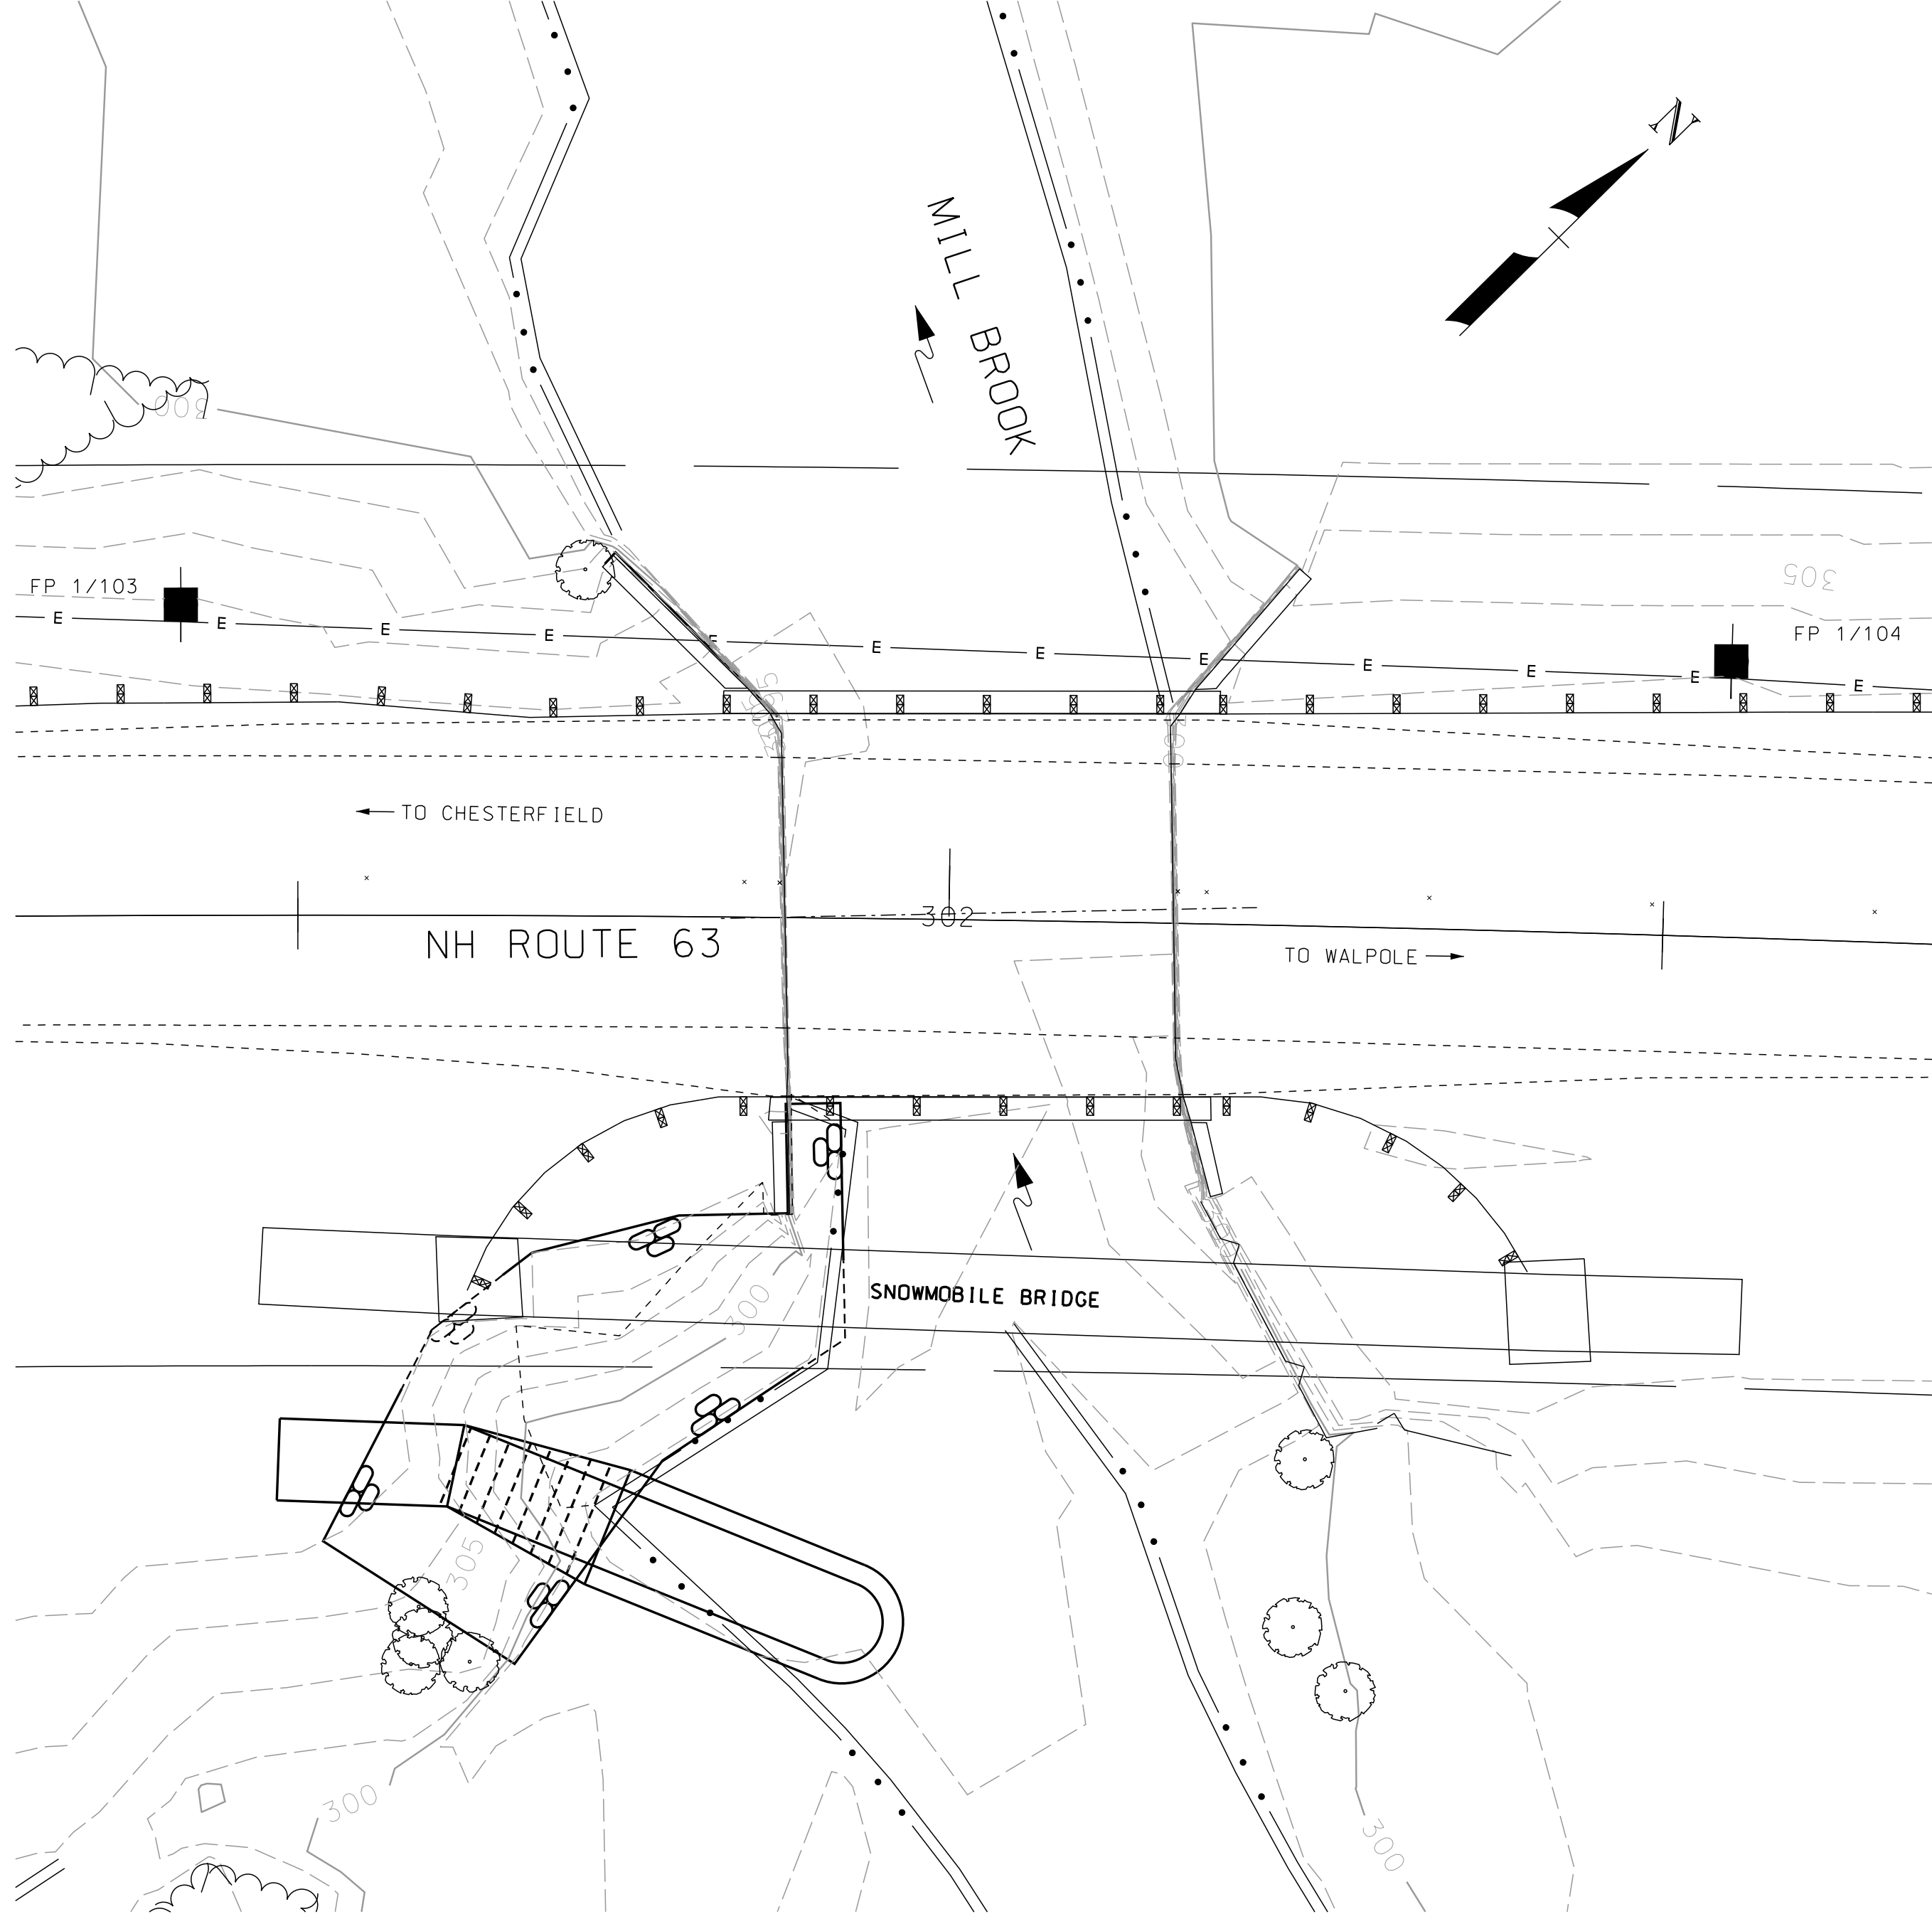 N
MILL BROOK
300
305
FP 1/103
FP 1/104
E E E E E E E E E E E E
TO CHESTERFIELD
302
NH ROUTE 63
TO WALPOLE
SNOWMOBILE BRIDGE
300
305
300
300